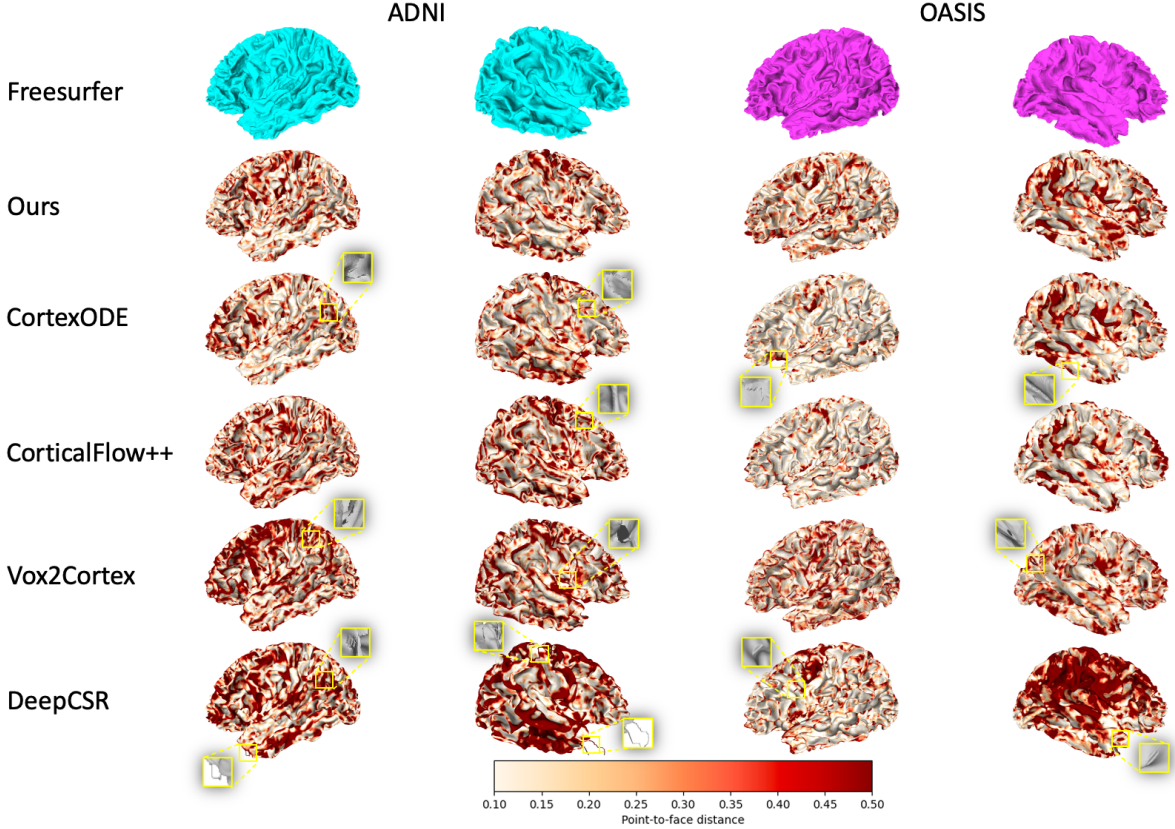 ADNI OASIS
Freesurfer
Ours
CortexODE
CorticalFlow++
Vox2Cortex
DeepCSR
0.10 0.15 0.20 0.25 0.30 0.35 0.40 0.45 0.50
Point-to-face distance